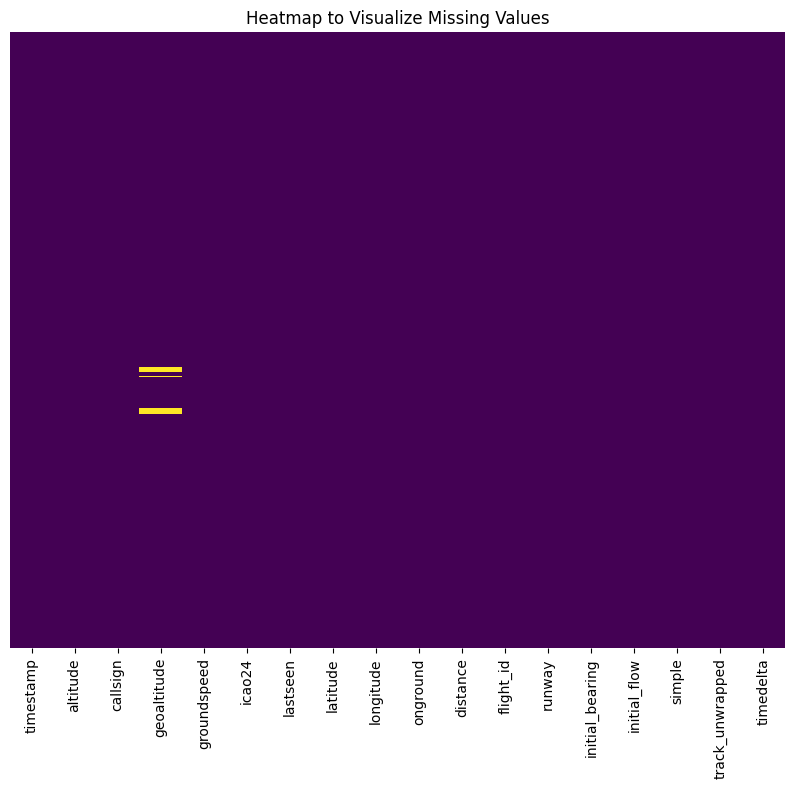 Heatmap to Visualize Missing Values
timestamp
altitude
callsign
geoaltitude
groundspeed
icao24
lastseen
latitude
longitude
onground
distance
flight_id
runway
initial_bearing
initial_flow
simple
track_unwrapped
timedelta